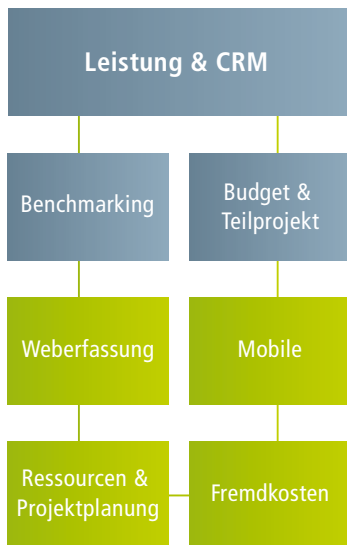 Leistung & CRM
Benchmarking
Budget &
Teilprojekt
Weberfassung
Mobile
Ressourcen &
Projektplanung
Fremdkosten